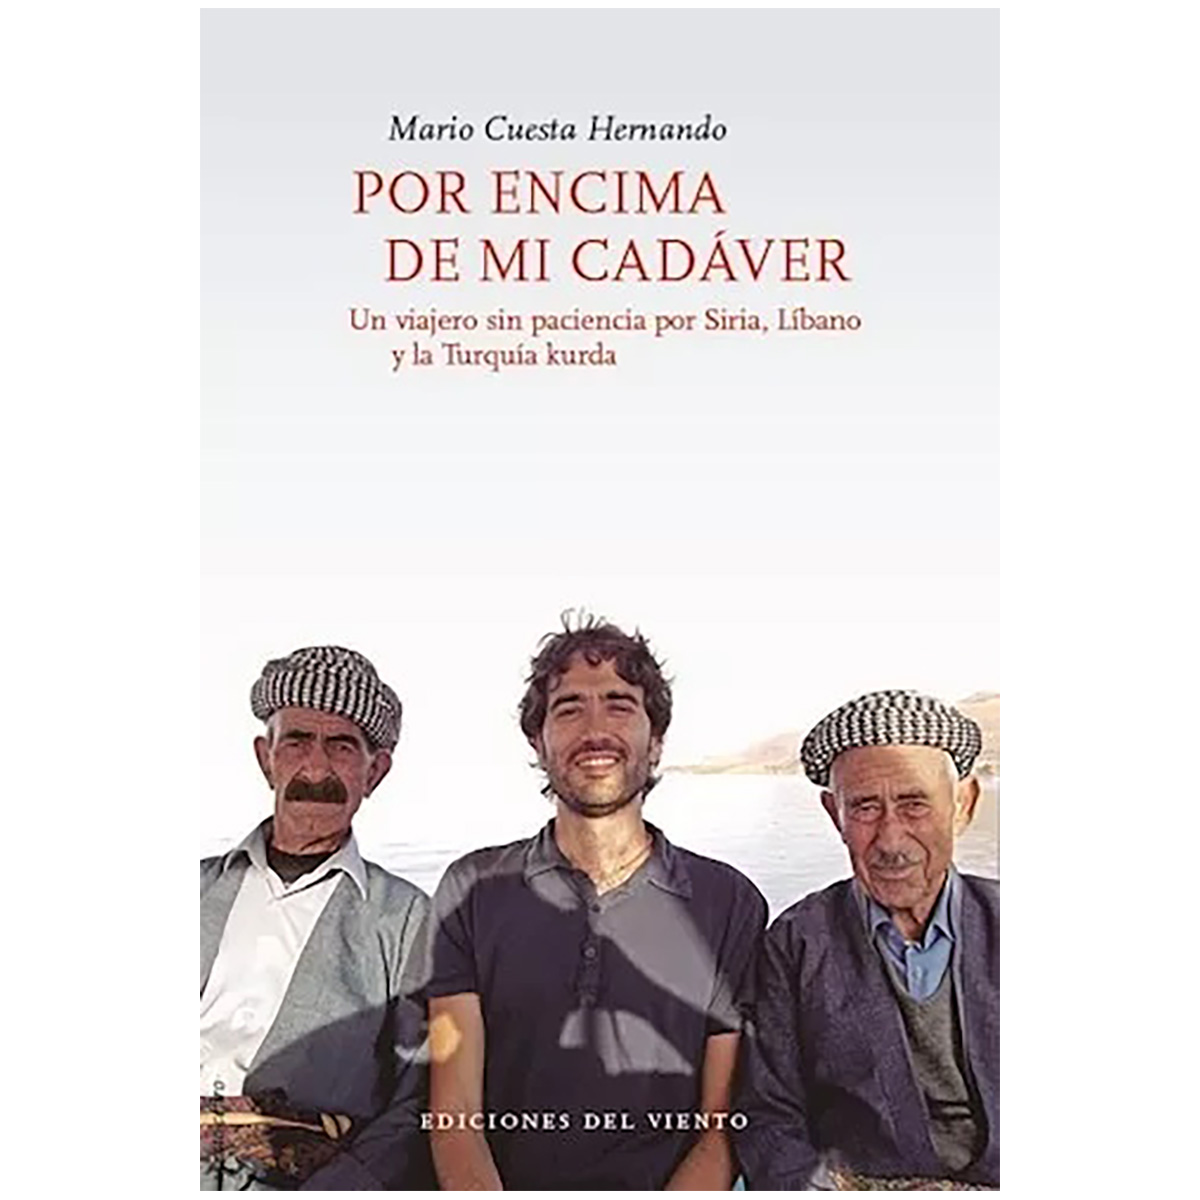 Mario Cuesta Hernando
POR ENCIMA
DE MI CADÁVER
Un viajero sin paciencia por Siria, Líbano
y la Turquía kurda
EDICIONES DEL VIENTO